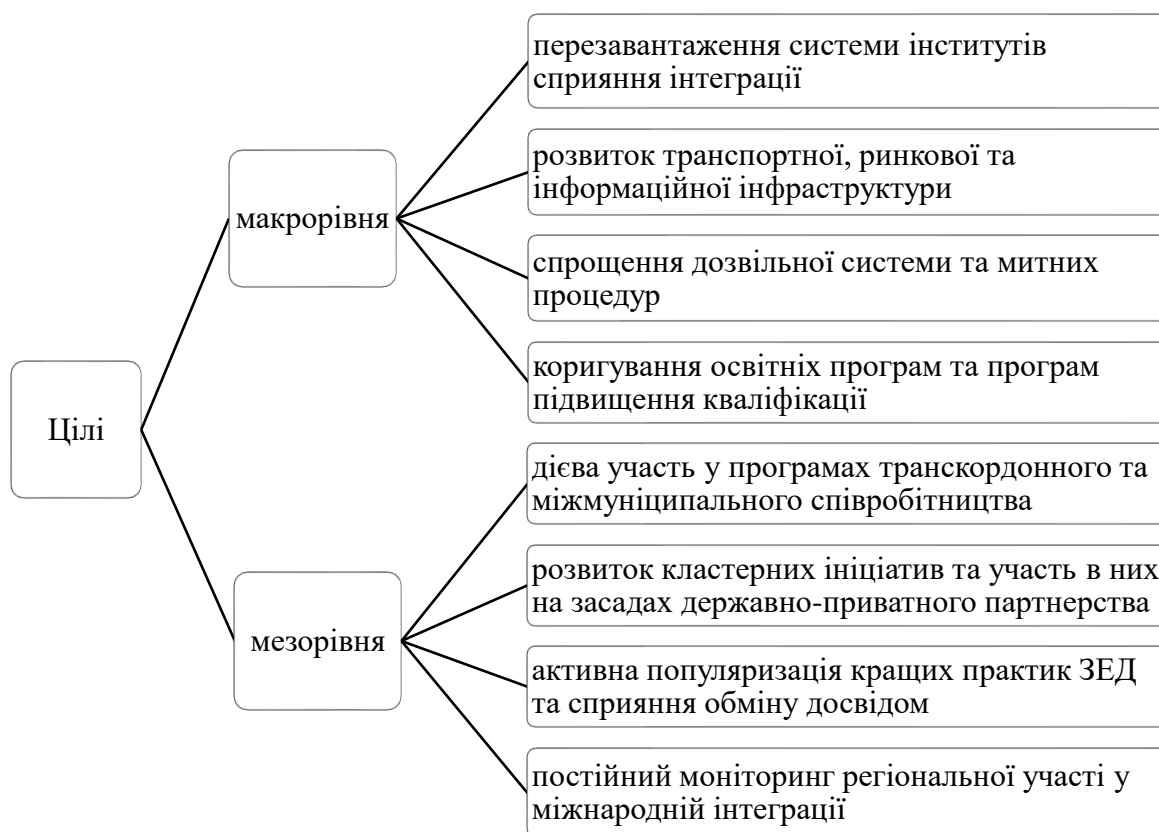 Цілі
макрорівня
перезавантаження системи інститутів
сприяння інтеграції
розвиток транспортної, ринкової та
інформаційної інфраструктури
спрощення дозвільної системи та митних
процедур
коригування освітніх програм та програм
підвищення кваліфікації
мезорівня
дієва участь у програмах транскордонного та
міжмуніципального співробітництва
розвиток кластерних ініціатив та участь в них
на засадах державно-приватного партнерства
активна популяризація кращих практик ЗЕД
та сприяння обміну досвідом
постійний моніторинг регіональної участі у
міжнародній інтеграції